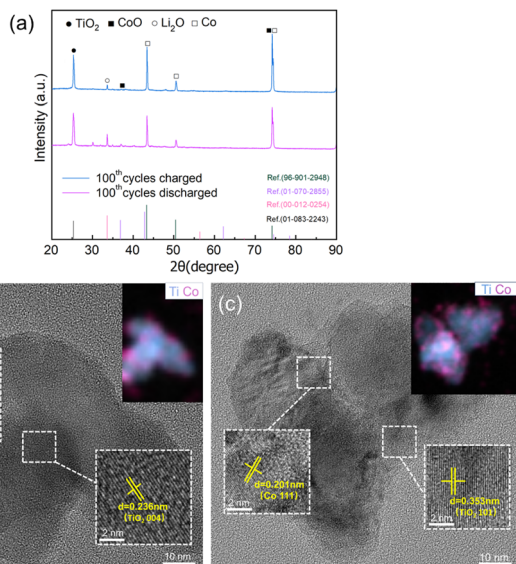 (a)
● TiO2 ■ CoO ○ Li2O □ Co
Intensity (a.u.)
100th cycles charged
100th cycles discharged
Ref.(96-901-2948)
Ref.(01-070-2855)
Ref.(00-012-0254)
Ref.(01-083-2243)
20 30 40 50 60 70 80 90
2θ(degree)
Ti Co
d=0.236nm
(TiO2 004)
2 nm
10 nm
(c)
Ti Co
d=0.201nm
(Co 111)
2 nm
d=0.353nm
(TiO2 101)
2 nm
10 nm